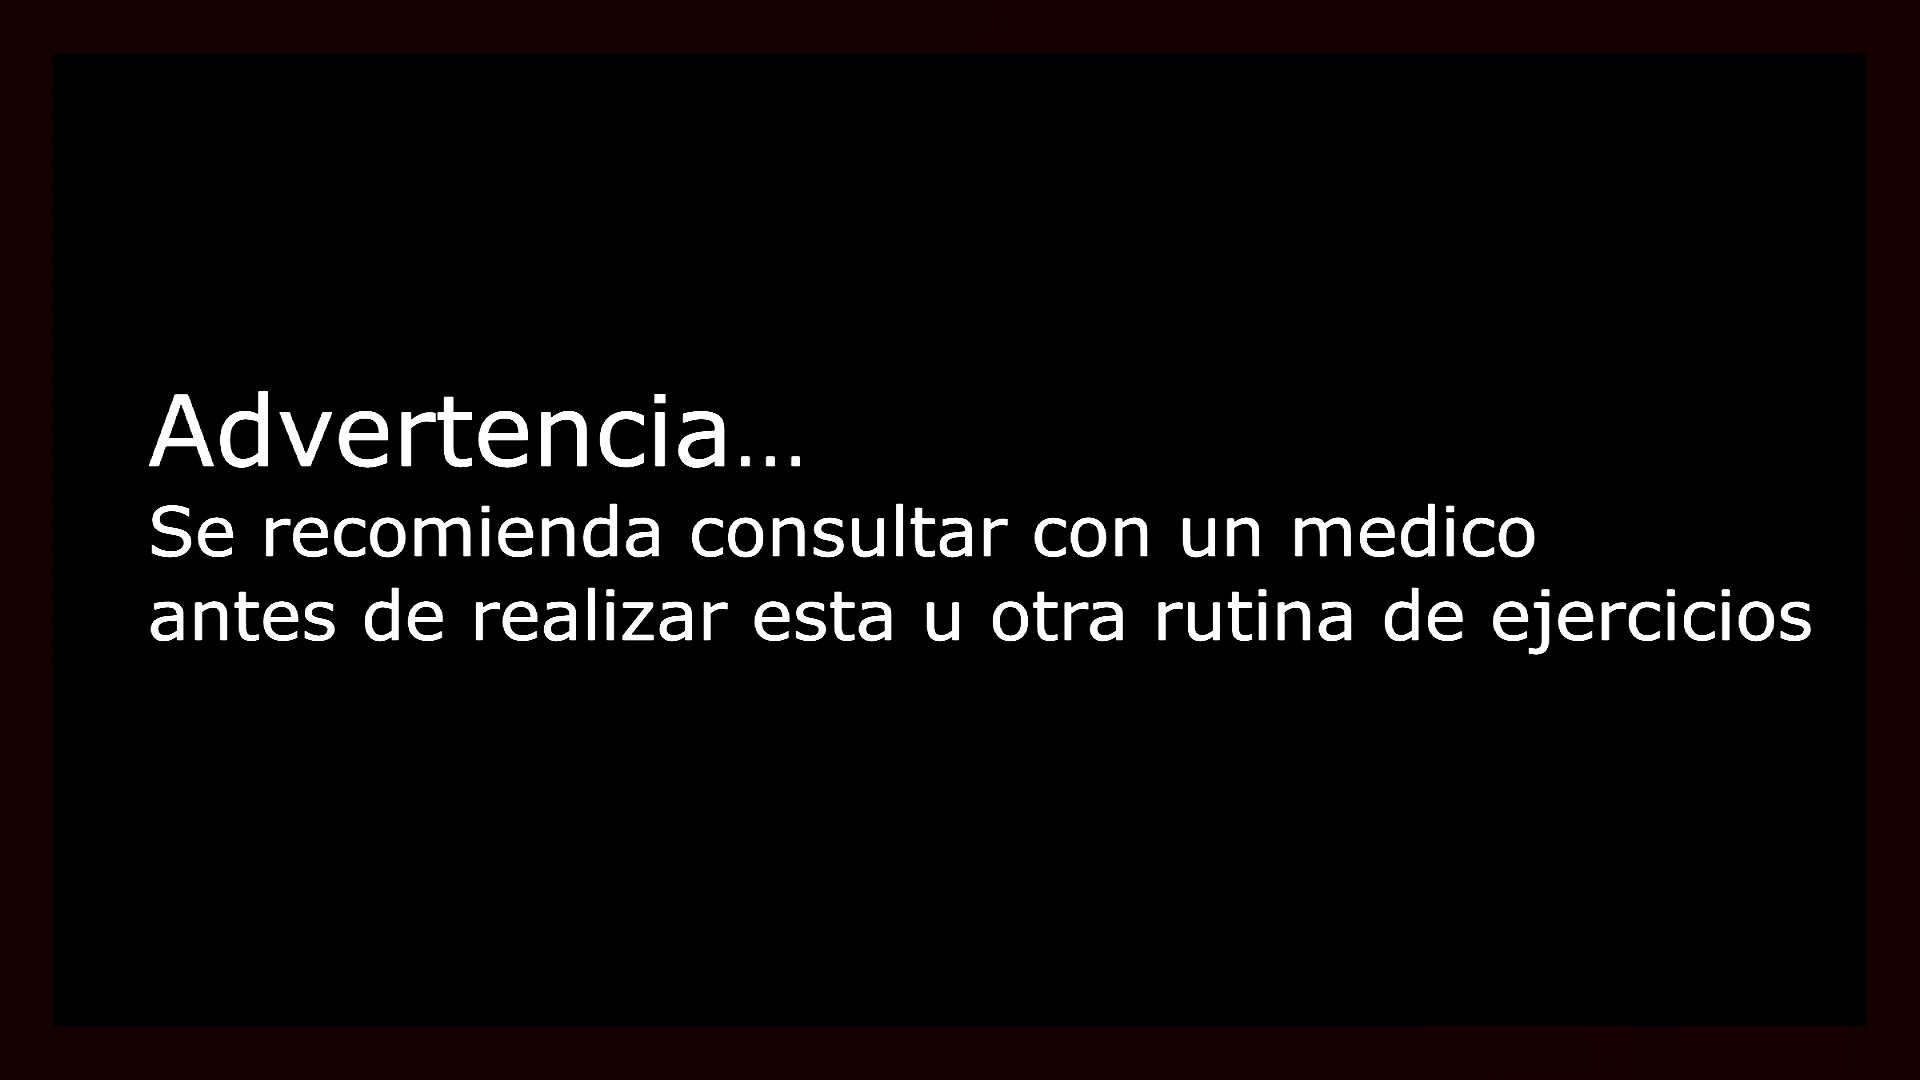 Advertencia...
Se recomienda consultar con un medico
antes de realizar esta u otra rutina de ejercicios